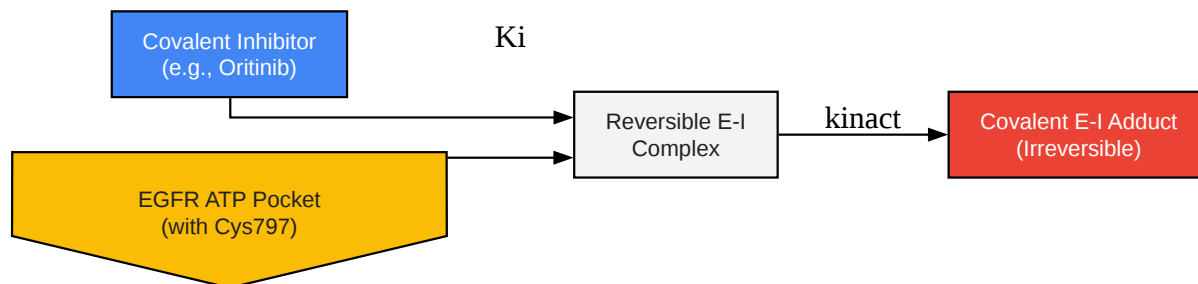 Covalent Inhibitor
(e.g., Oritinib)
Ki
EGFR ATP Pocket
(with Cys797)
Reversible E-I
Complex
kinact
Covalent E-I Adduct
(Irreversible)